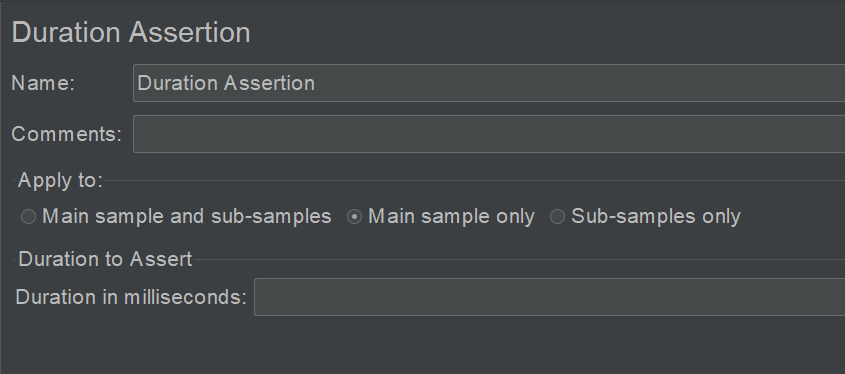 Duration Assertion
Name: Duration Assertion
Comments:
Apply to:
Main sample and sub-samples Main sample only Sub-samples only
Duration to Assert
Duration in milliseconds: